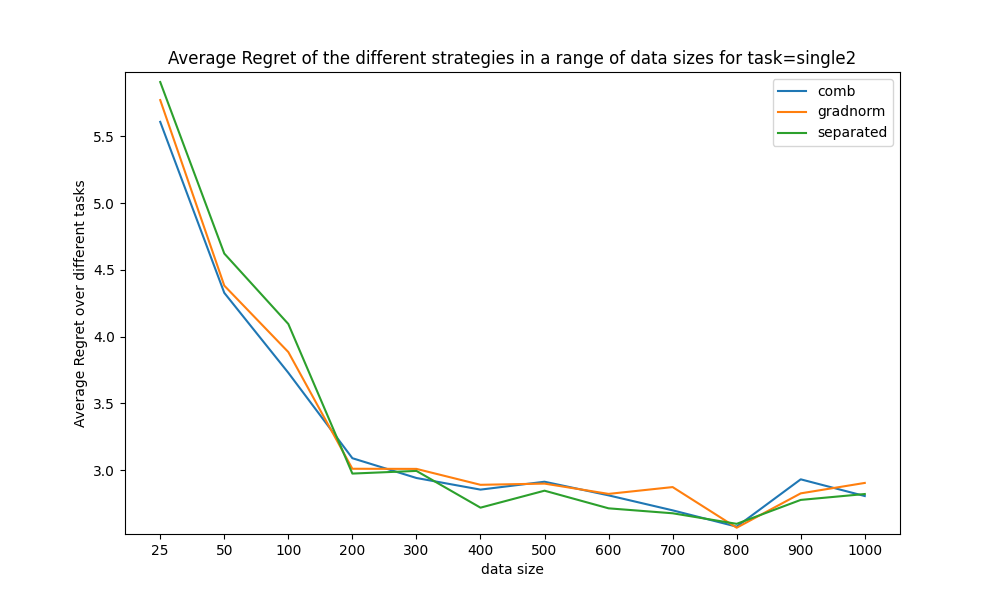 Average Regret of the different strategies in a range of data sizes for task=single2
comb
gradnorm
separated
Average Regret over different tasks
5.5
5.0
4.5
4.0
3.5
3.0
25 50 100 200 300 400 500 600 700 800 900 1000
data size